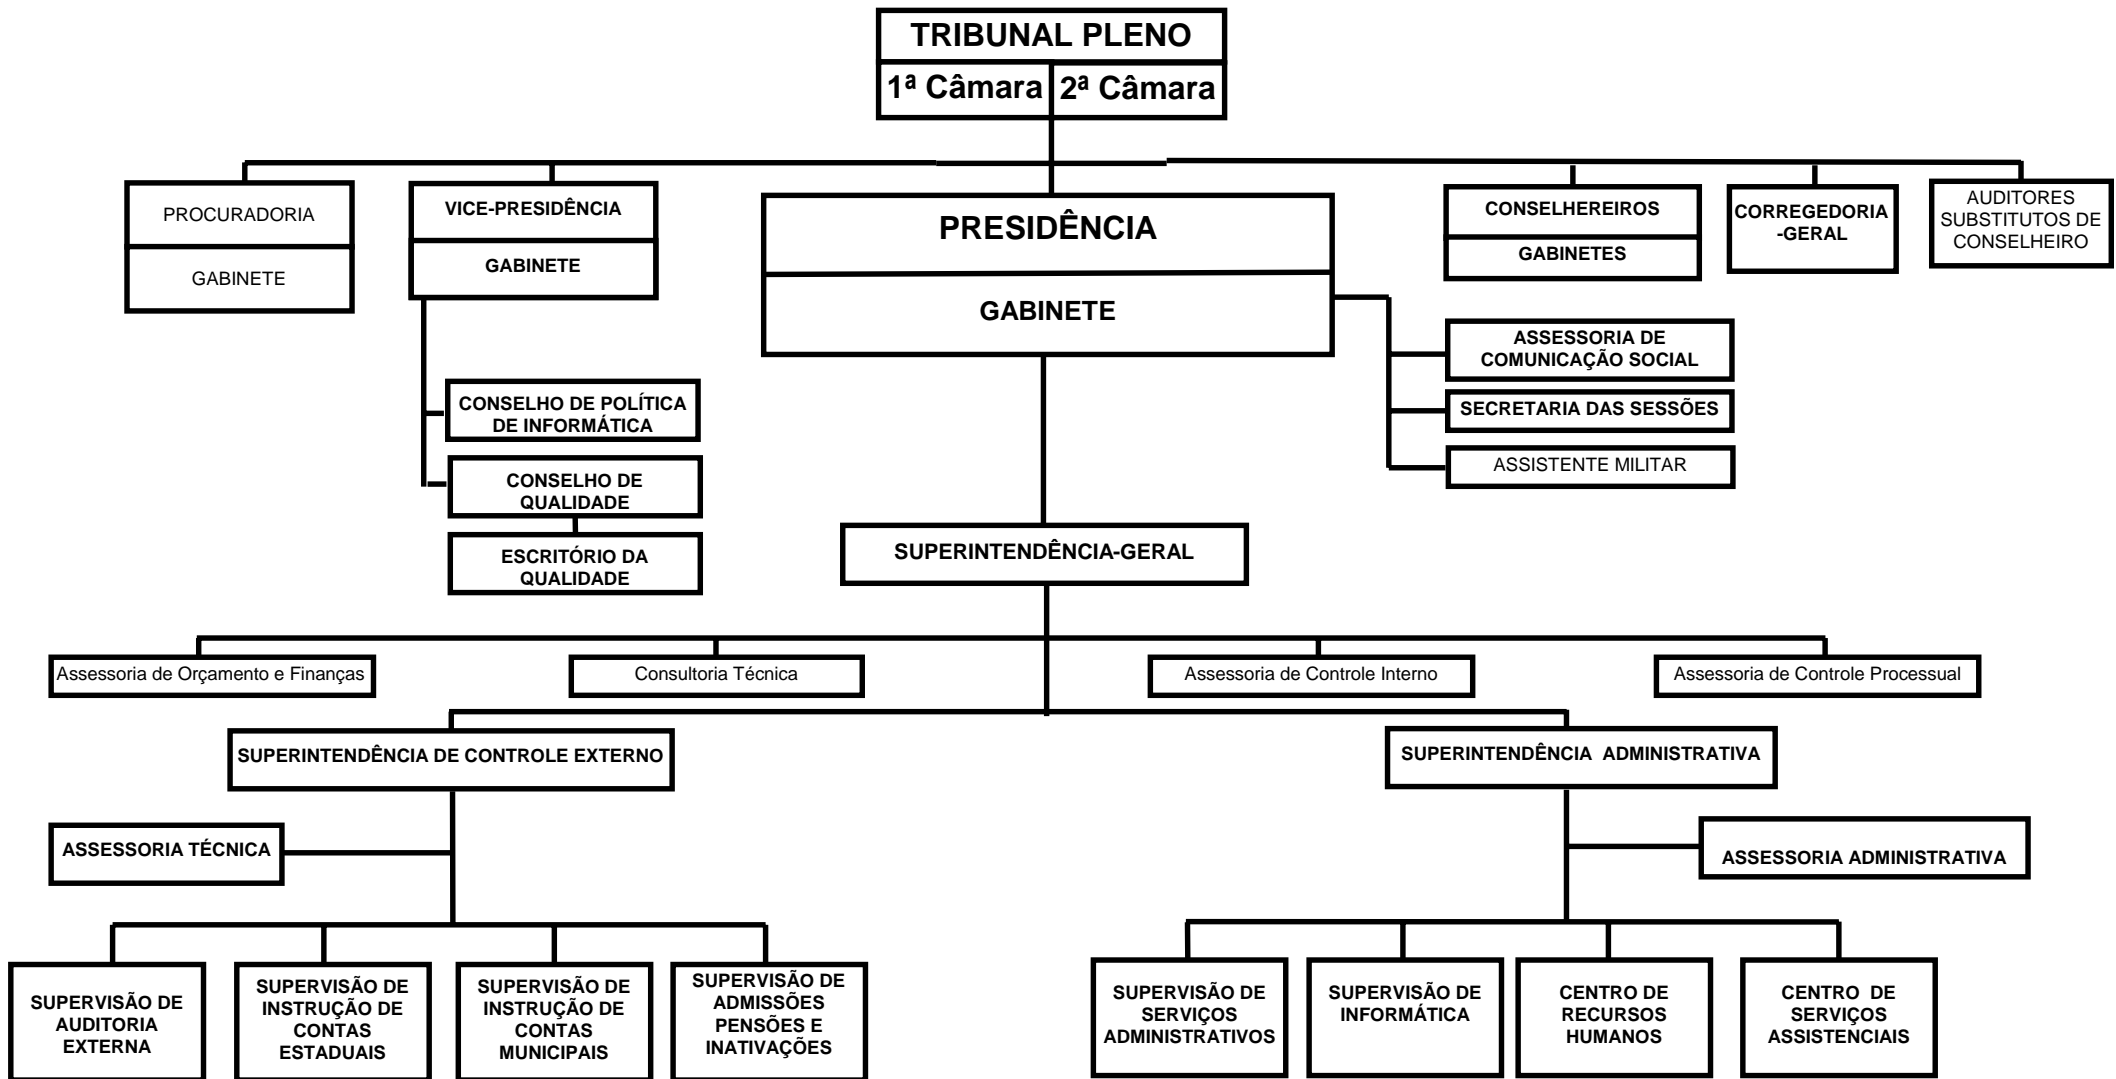 TRIBUNAL PLENO
1ª Câmara
2ª Câmara
PROCURADORIA
GABINETE
VICE-PRESIDÊNCIA
GABINETE
PRESIDÊNCIA
GABINETE
CONSELHEREIROS
GABINETES
CORREGEDORIA
-GERAL
AUDITORES
SUBSTITUTOS DE
CONSELHEIRO
ASSESSORIA DE
COMUNICAÇÃO SOCIAL
SECRETARIA DAS SESSÕES
ASSISTENTE MILITAR
CONSELHO DE POLÍTICA
DE INFORMÁTICA
CONSELHO DE
QUALIDADE
ESCRITÓRIO DA
QUALIDADE
SUPERINTENDÊNCIA-GERAL
Assessoria de Orçamento e Finanças
Consultoria Técnica
Assessoria de Controle Interno
Assessoria de Controle Processual
SUPERINTENDÊNCIA DE CONTROLE EXTERNO
SUPERINTENDÊNCIA ADMINISTRATIVA
ASSESSORIA TÉCNICA
ASSESSORIA ADMINISTRATIVA
SUPERVISÃO DE
AUDITORIA
EXTERNA
SUPERVISÃO DE
INSTRUÇÃO DE
CONTAS
ESTADUAIS
SUPERVISÃO DE
INSTRUÇÃO DE
CONTAS
MUNICIPAIS
SUPERVISÃO DE
ADMISSÕES
PENSÕES E
INATIVAÇÕES
SUPERVISÃO DE
SERVIÇOS
ADMINISTRATIVOS
SUPERVISÃO DE
INFORMÁTICA
CENTRO DE
RECURSOS
HUMANOS
CENTRO DE
SERVIÇOS
ASSISTENCIAIS